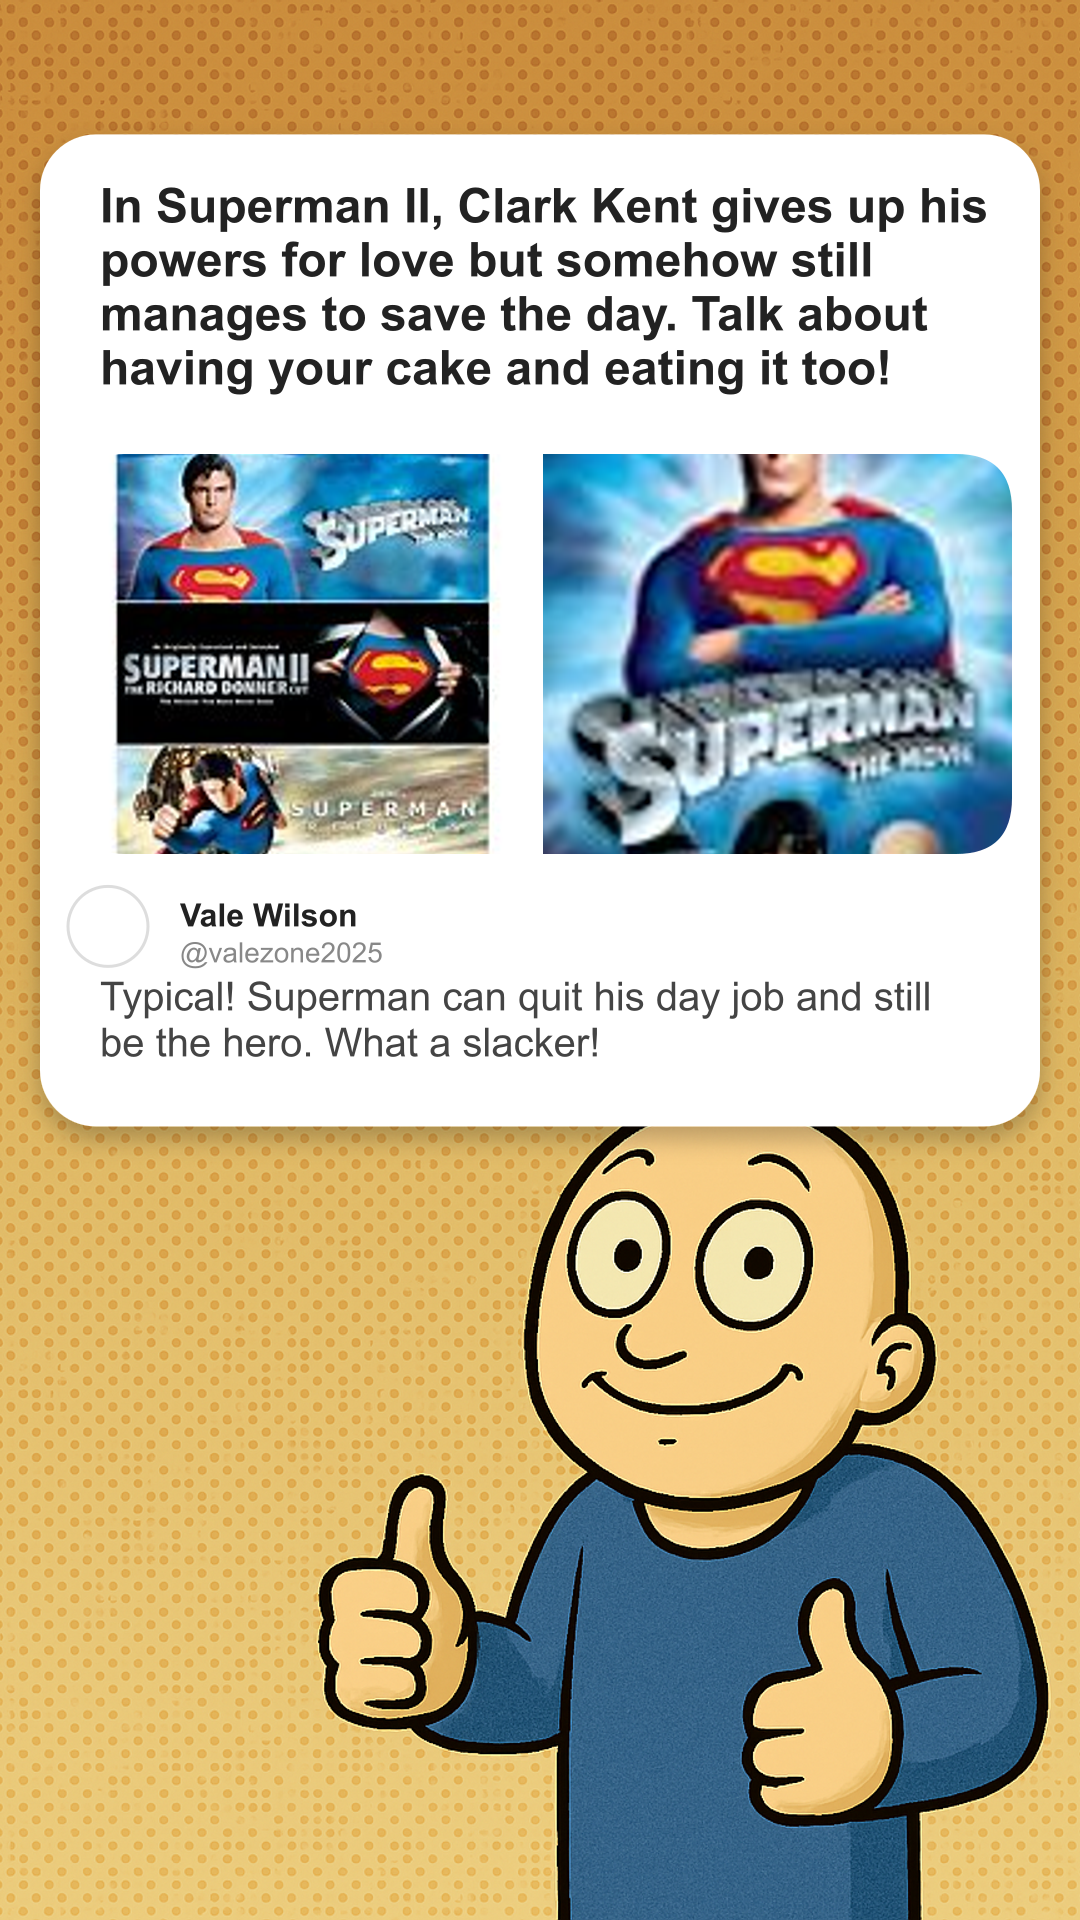 In Superman II, Clark Kent gives up his
powers for love but somehow still
manages to save the day. Talk about
having your cake and eating it too!
SUPERMAN
THE MOVIE
SUPERMAN II
THE RICHARD DONNER CUT
SUPERMAN
SUPERMAN
THE MOVIE
Vale Wilson
@valezone2025
Typical! Superman can quit his day job and still
be the hero. What a slacker!